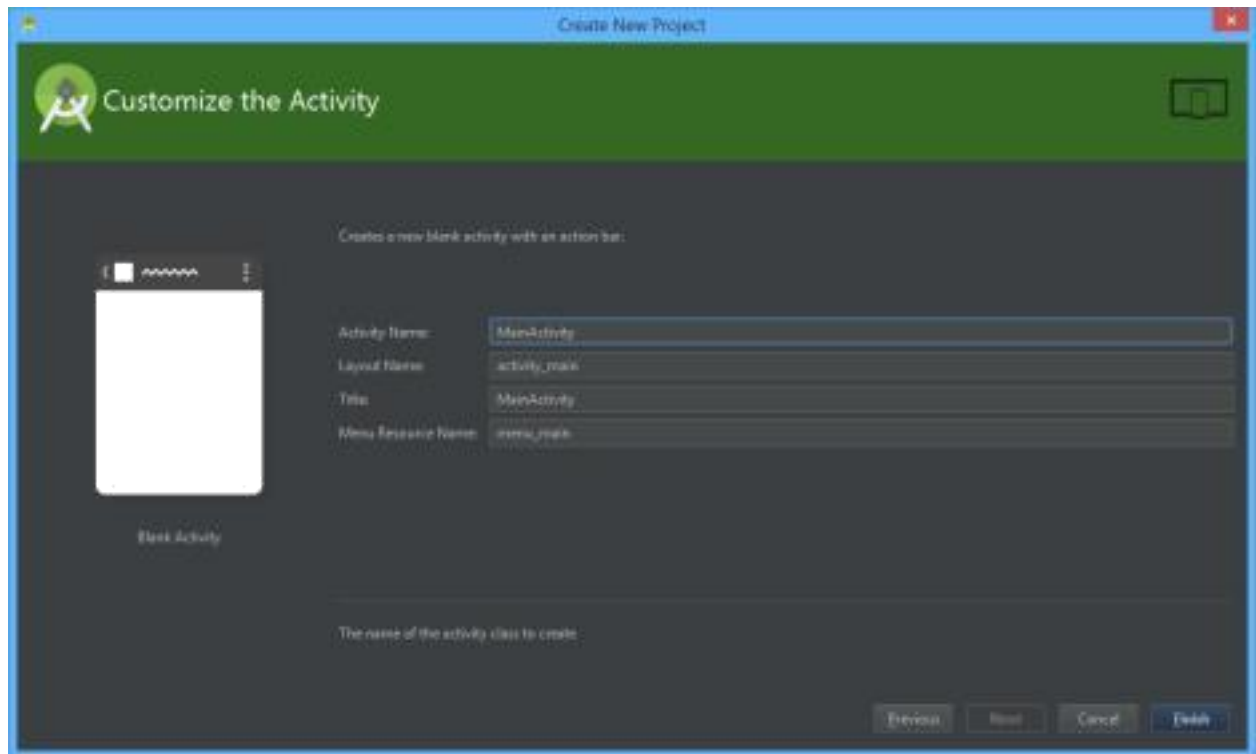 Create New Project
Customize the Activity
Creates a new blank activity with an action bar.
Activity Name: MainActivity
Layout Name: activity_main
Title: MainActivity
Menu Resource Name: menu_main
Blank Activity
The name of the activity class to create
Previous Next Cancel Finish